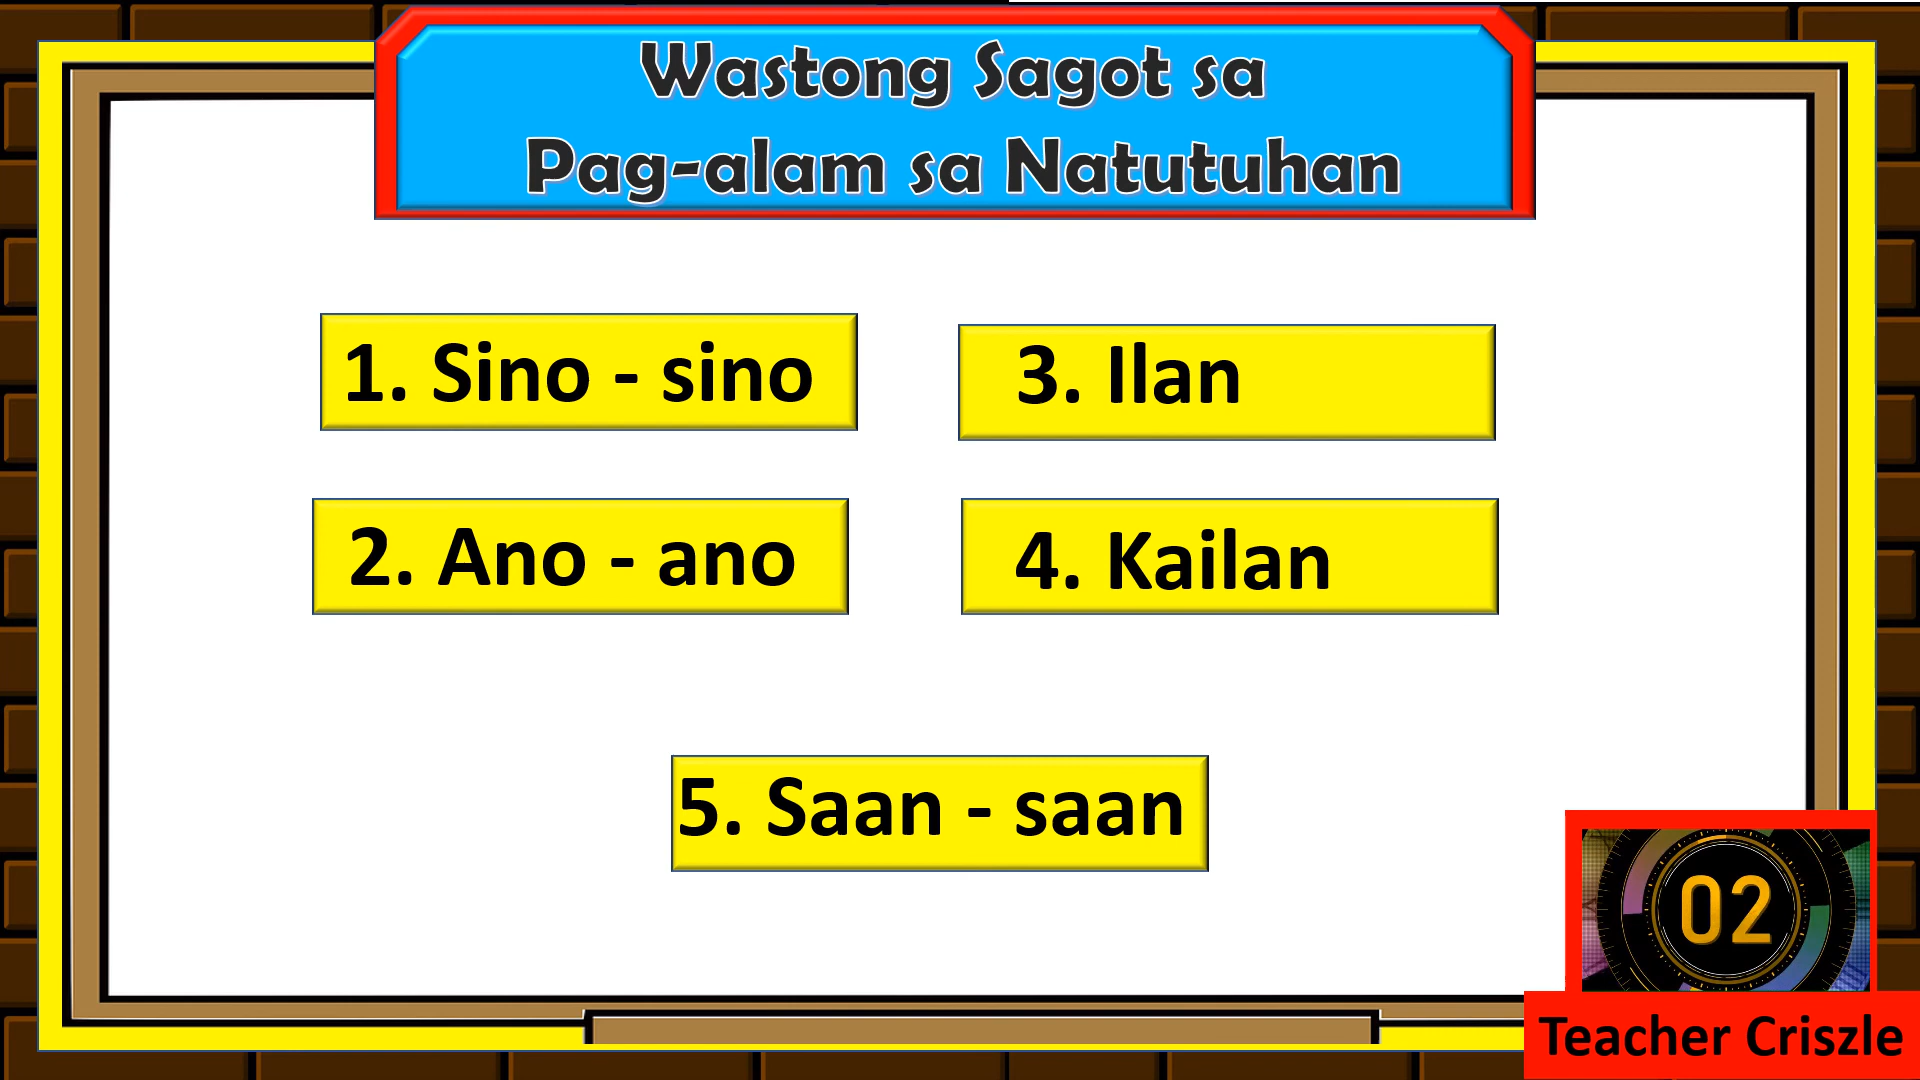 Wastong Sagot sa
Pag-alam sa Natutuhan
1. Sino - sino
2. Ano - ano
3. Ilan
4. Kailan
5. Saan - saan
02
Teacher Criszle